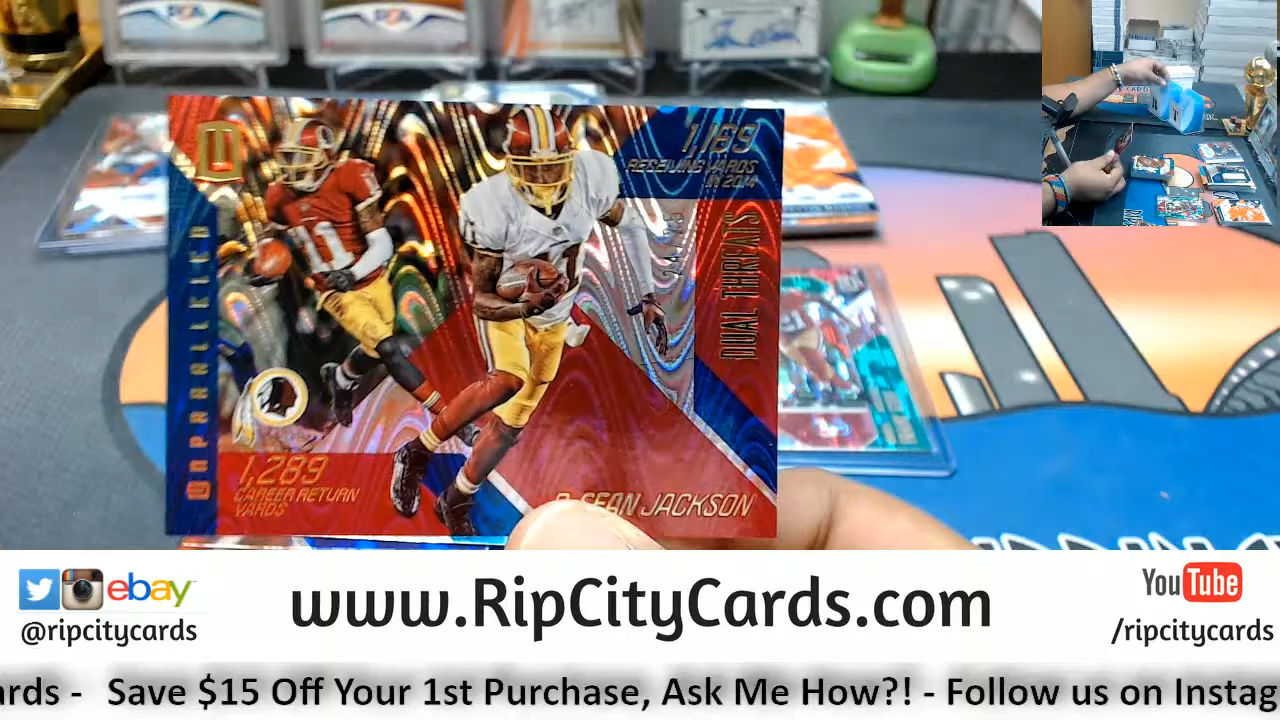 1,169
RECEIVING YARDS
IN 2014
DUAL THREATS
11
UNPARALLELED
1,289
CAREER RETURN
YARDS
SEAN JACKSON
ebay
@ripcitycards
www.RipCityCards.com
YouTube
/ripcitycards
ards - Save $15 Off Your 1st Purchase, Ask Me How?! - Follow us on Instag